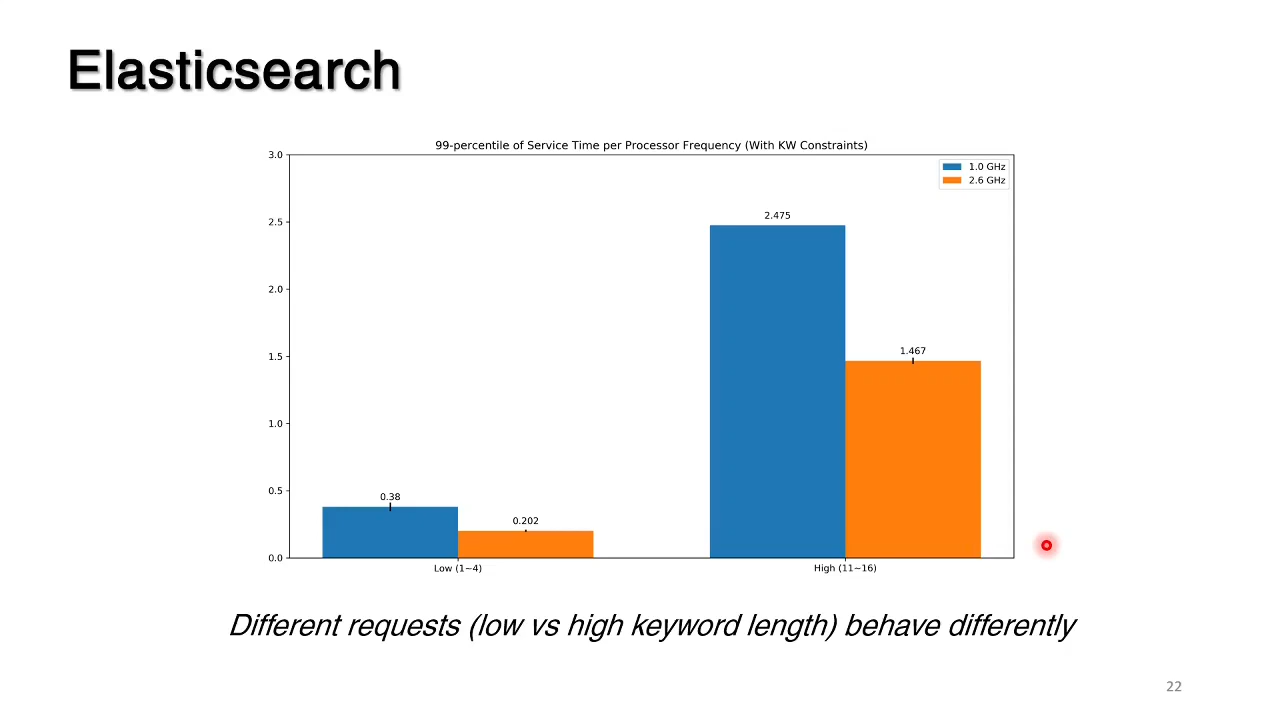 Elasticsearch
99-percentile of Service Time per Processor Frequency (With KW Constraints)
3.0
2.5
2.0
1.5
1.0
0.5
0.0
1.0 GHz
2.6 GHz
2.475
1.467
0.38
0.202
Low (1~4)
High (11~16)
Different requests (low vs high keyword length) behave differently
22